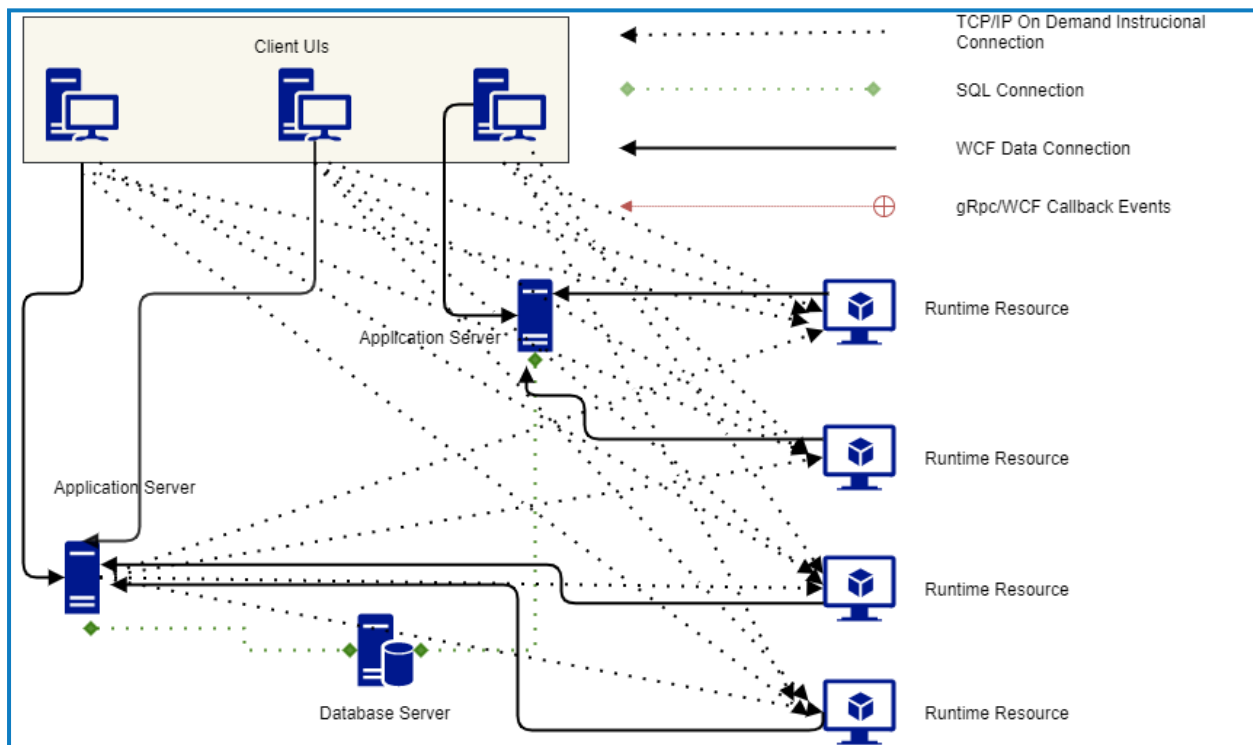 Client UIs
TCP/IP On Demand Instrucional
Connection
SQL Connection
WCF Data Connection
gRpc/WCF Callback Events
Runtime Resource
Application Server
Runtime Resource
Application Server
Runtime Resource
Database Server
Runtime Resource